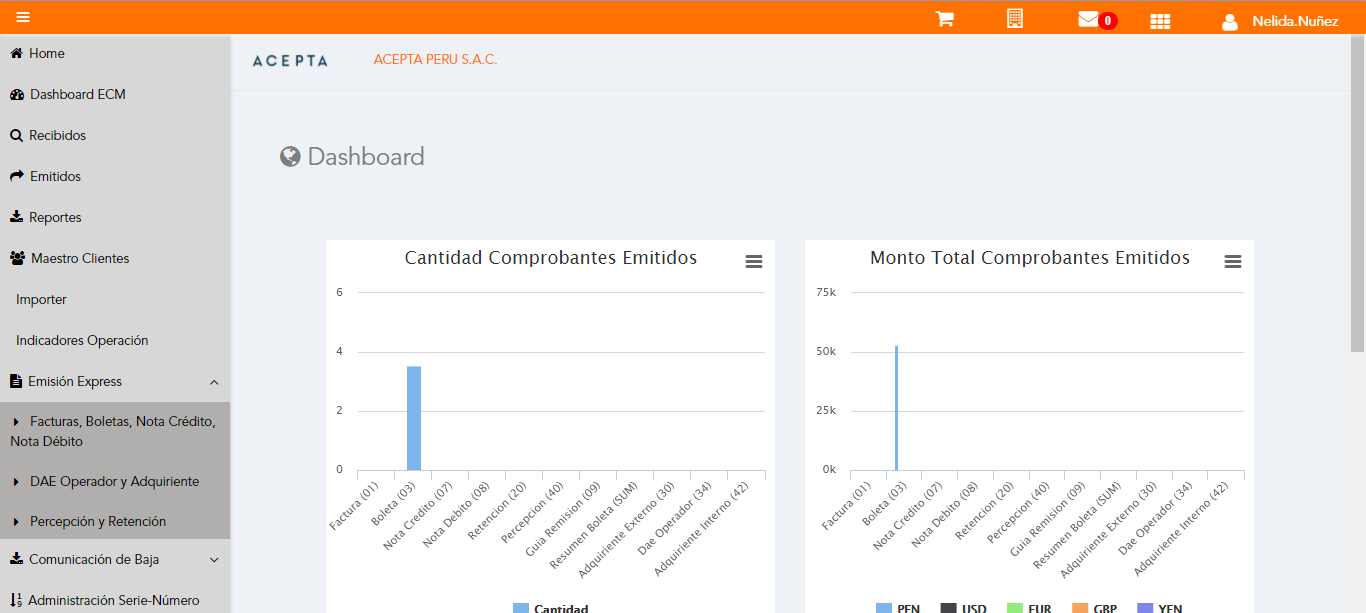 0
Nelida.Nuñez
Home
Dashboard ECM
Recibidos
Emitidos
Reportes
Maestro Clientes
Importer
Indicadores Operación
Emisión Express
Facturas, Boletas, Nota Crédito,
Nota Débito
DAE Operador y Adquiriente
Percepción y Retención
Comunicación de Baja
Administración Serie-Número
ACEPTA
ACEPTA PERU S.A.C.
Dashboard
Cantidad Comprobantes Emitidos
6
4
2
0
Factura (01)
Boleta (03)
Nota Credito (07)
Nota Debito (08)
Retencion (20)
Percepcion (40)
Guia Remision (09)
Resumen Boleta (SUM)
Adquiriente Externo (30)
Dae Operador (34)
Adquiriente Interno (42)
Cantidad
Monto Total Comprobantes Emitidos
75k
50k
25k
0k
Factura (01)
Boleta (03)
Nota Credito (07)
Nota Debito (08)
Retencion (20)
Percepcion (40)
Guia Remision (09)
Resumen Boleta (SUM)
Adquiriente Externo (30)
Dae Operador (34)
Adquiriente Interno (42)
PEN USD EUR GBP YEN